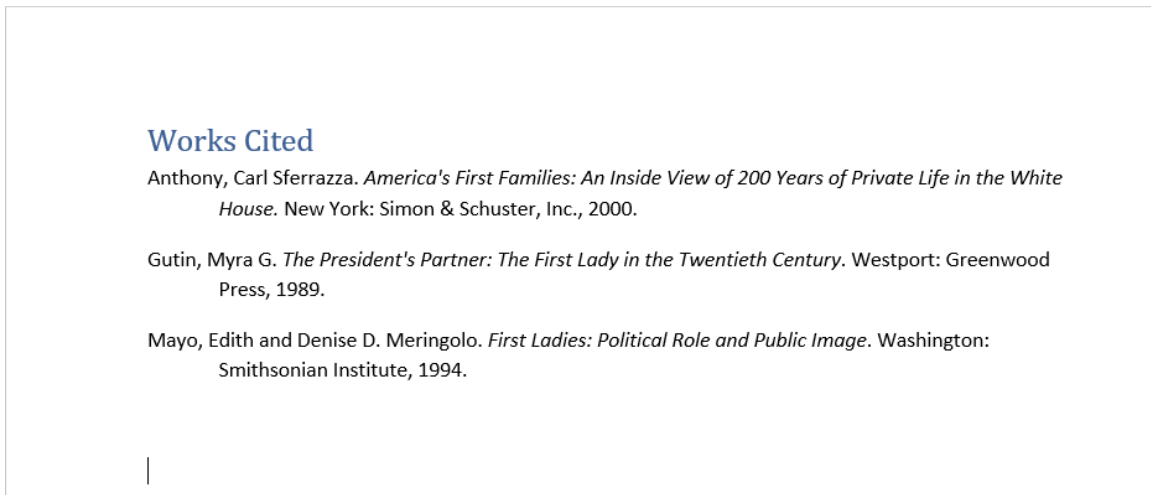 Works Cited
Anthony, Carl Sferrazza. America's First Families: An Inside View of 200 Years of Private Life in the White
House. New York: Simon & Schuster, Inc., 2000.
Gutin, Myra G. The President's Partner: The First Lady in the Twentieth Century. Westport: Greenwood
Press, 1989.
Mayo, Edith and Denise D. Meringolo. First Ladies: Political Role and Public Image. Washington:
Smithsonian Institute, 1994.